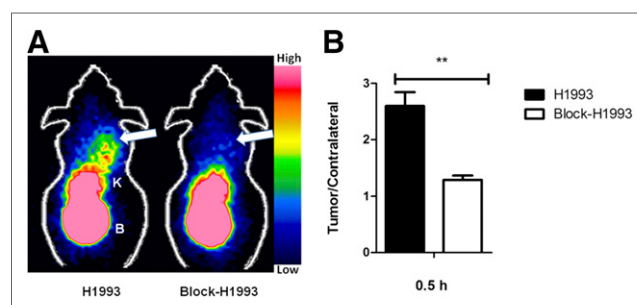 A
High
K
B
Low
H1993
Block-H1993
B
**
3
2
1
0
Tumor/Contralateral
0.5 h
H1993
Block-H1993